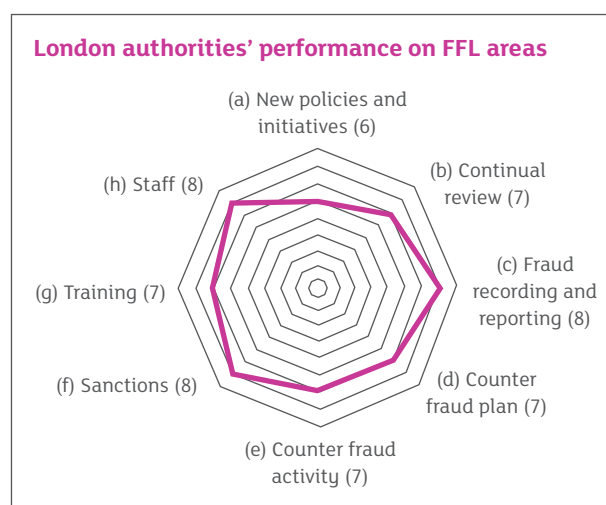 London authorities’ performance on FFL areas
(a) New policies and
initiatives (6)
(b) Continual
review (7)
(c) Fraud
recording and
reporting (8)
(d) Counter
fraud plan (7)
(e) Counter fraud
activity (7)
(f) Sanctions (8)
(g) Training (7)
(h) Staff (8)